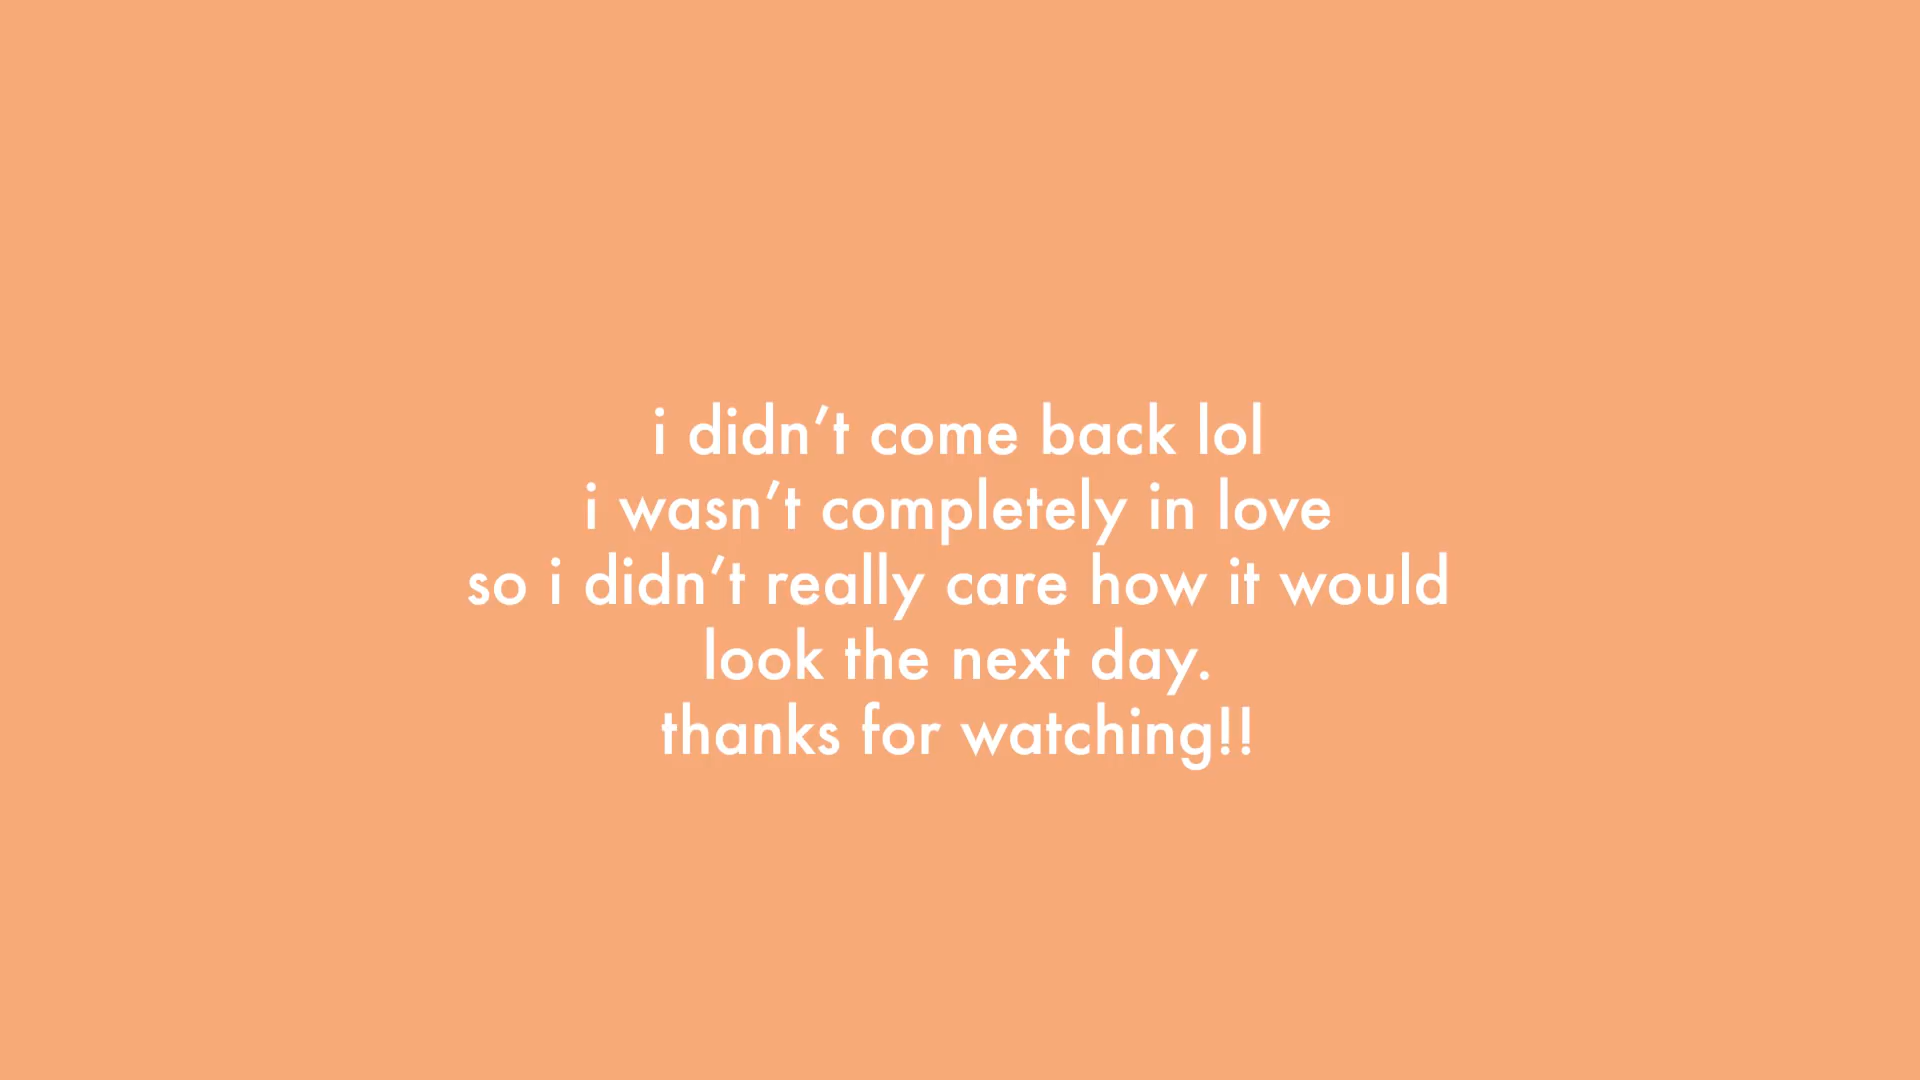 i didn’t come back lol
i wasn’t completely in love
so i didn’t really care how it would
look the next day.
thanks for watching!!